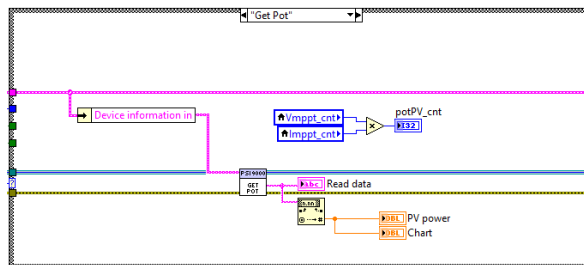 "Get Pot"
Device information in
Vmppt_cnt
Imppt_cnt
potPV_cnt
I32
PSI9000
GET
POT
abc
Read data
DBL
PV power
DBL
Chart